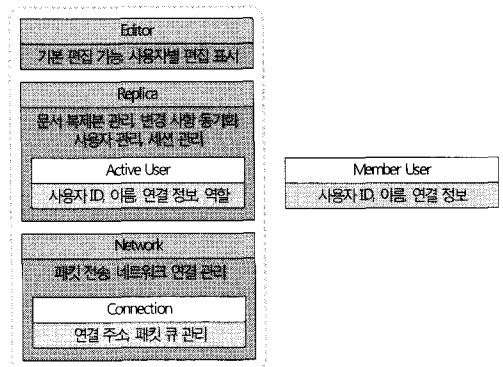 Editor
기본 편집 기능, 사용자별 편집 표시
Replica
문서 복제본 관리, 변경 사항 동기화
사용자 관리, 세션 관리
Active User
사용자 ID, 이름, 연결 정보, 역할
Member User
사용자 ID, 이름, 연결 정보
Network
패킷 전송, 네트워크 연결 관리
Connection
연결 주소, 패킷 큐 관리